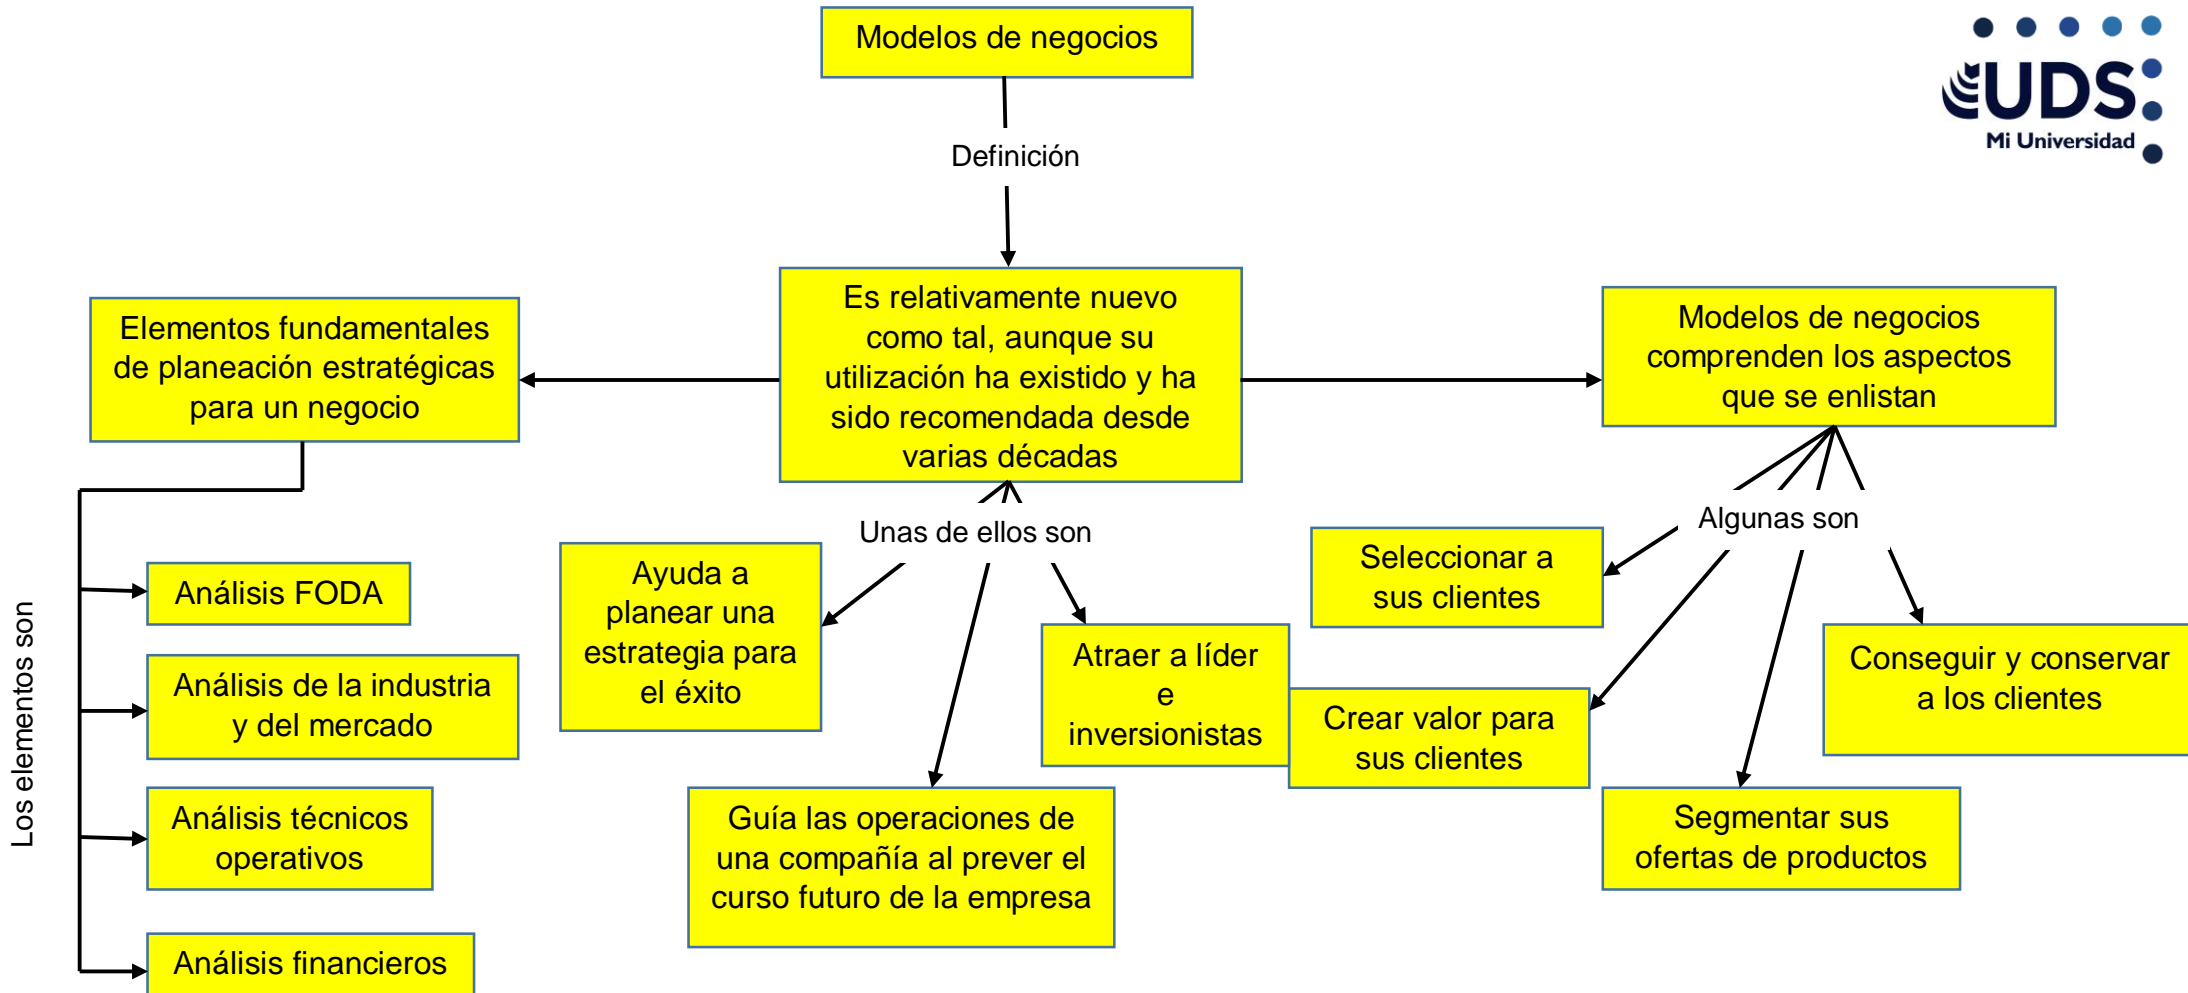 Modelos de negocios
UDS
Mi Universidad
Definición
Es relativamente nuevo
como tal, aunque su
utilización ha existido y ha
sido recomendada desde
varias décadas
Elementos fundamentales
de planeación estratégicas
para un negocio
Modelos de negocios
comprenden los aspectos
que se enlistan
Los elementos son
Análisis FODA
Análisis de la industria
y del mercado
Análisis técnicos
operativos
Análisis financieros
Unas de ellos son
Ayuda a
planear una
estrategia para
el éxito
Guía las operaciones de
una compañía al prever el
curso futuro de la empresa
Atraer a líder
e
inversionistas
Algunas son
Seleccionar a
sus clientes
Crear valor para
sus clientes
Segmentar sus
ofertas de productos
Conseguir y conservar
a los clientes